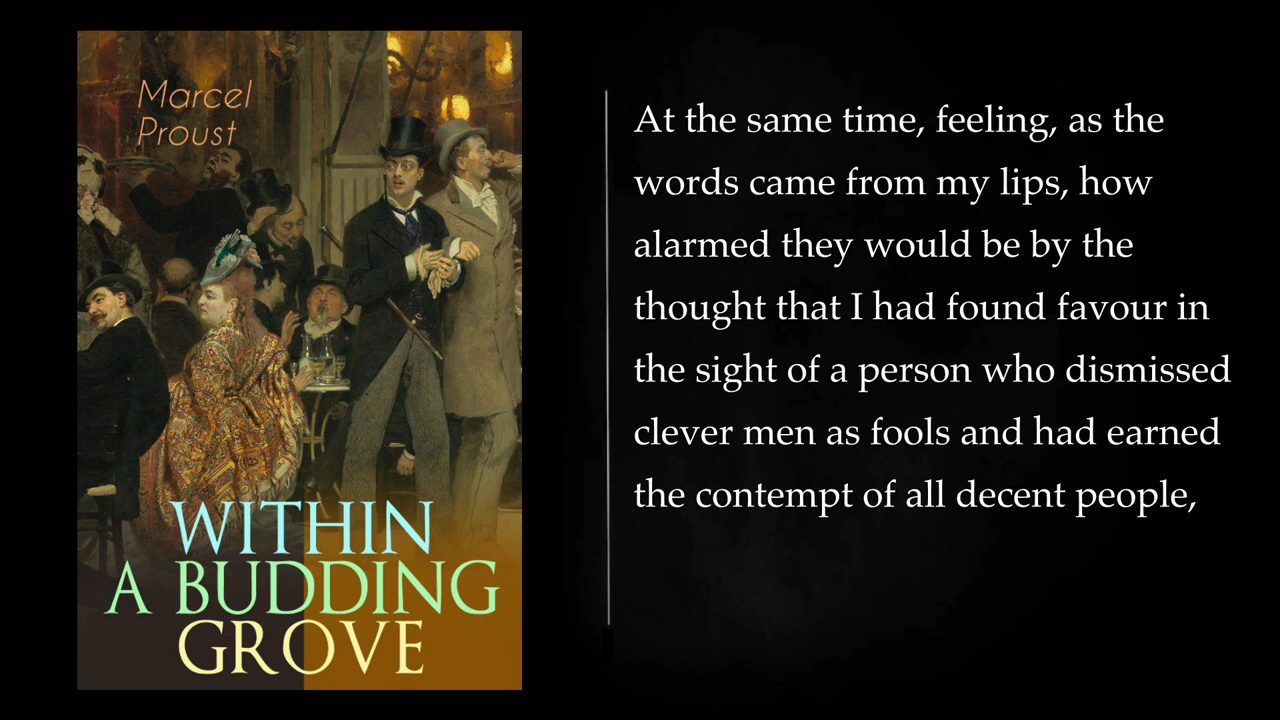 Marcel
Proust
WITHIN
A BUDDING
GROVE
At the same time, feeling, as the
words came from my lips, how
alarmed they would be by the
thought that I had found favour in
the sight of a person who dismissed
clever men as fools and had earned
the contempt of all decent people,